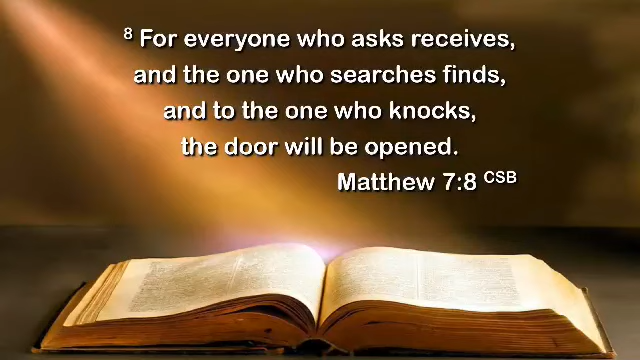 8 For everyone who asks receives,
and the one who searches finds,
and to the one who knocks,
the door will be opened.
Matthew 7:8 CSB